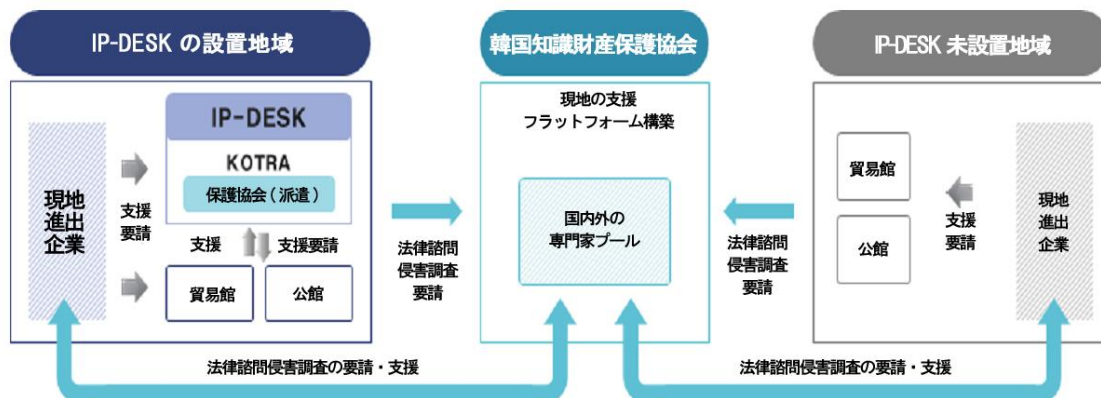 IP-DESK の設置地域
韓国知識財産保護協会
IP-DESK 未設置地域
現地
進出
企業
支援
要請
IP-DESK
KOTRA
保護協会(派遣)
支援
支援要請
貿易館
公館
法律諮問
侵害調査
要請
現地の支援
フラットフォーム構築
国内外の
専門家プール
法律諮問
侵害調査
要請
貿易館
公館
支援
要請
現地
進出
企業
法律諮問侵害調査の要請・支援
法律諮問侵害調査の要請・支援